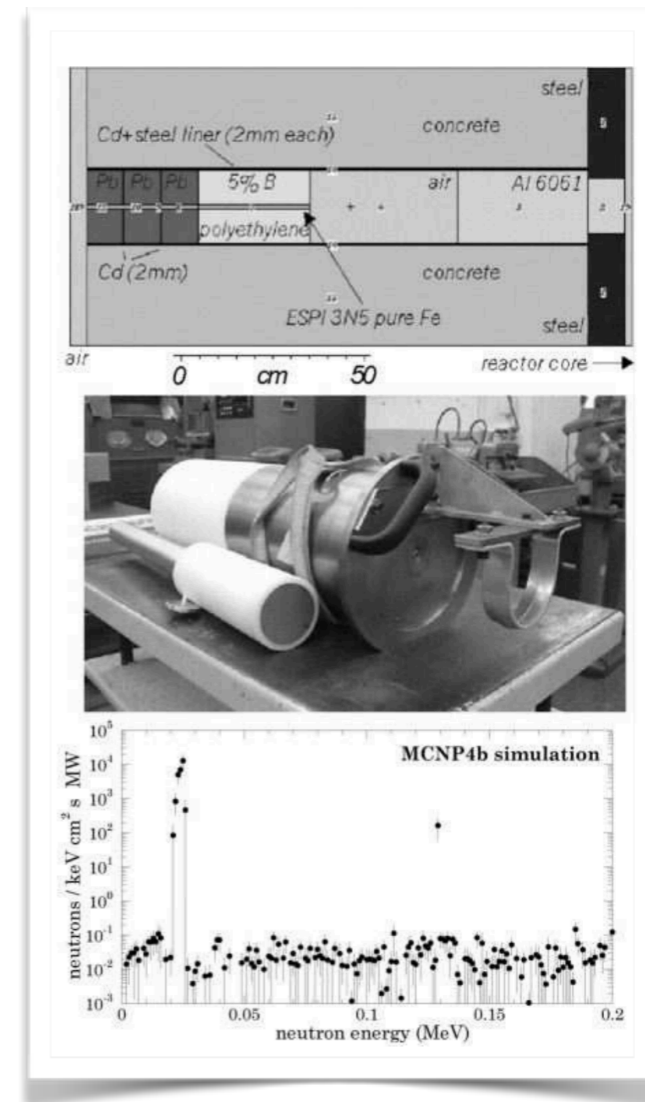 steel
concrete
Cd+steel liner (2mm each)
Pb Pb Pb 5% B air Al 6061
polyethylene
Cd (2mm)
concrete
ESPI 3N5 pure Fe
steel
air
0 cm 50
reactor core
MCNP4b simulation
neutrons / keV cm² s MW
10⁵
10⁴
10³
10²
10¹
10⁰
10⁻¹
10⁻²
10⁻³
0 0.05 0.1 0.15 0.2
neutron energy (MeV)